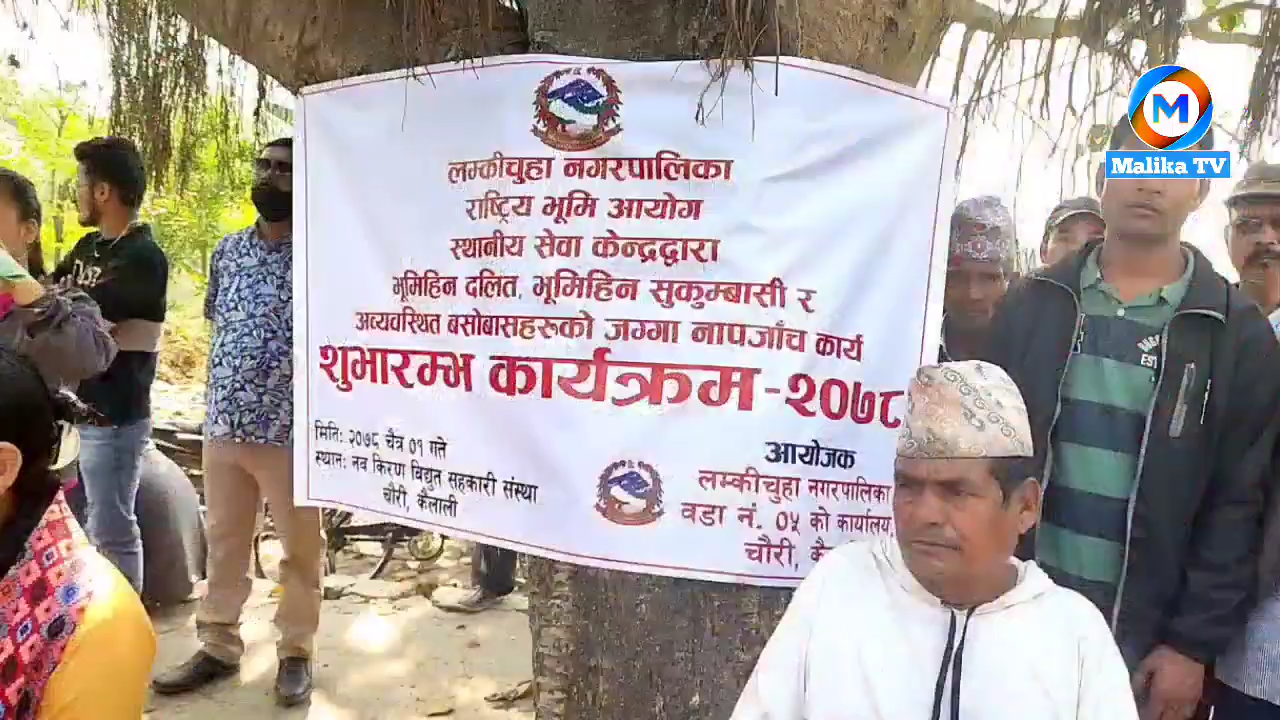 लम्कीचुहा नगरपालिका
राष्ट्रिय भूमि आयोग
स्थानीय सेवा केन्द्रद्वारा
भूमिहिन दलित, भूमिहिन सुकुम्बासी र
अव्यवस्थित बसोबासहरुको जग्गा नापजाँच कार्य
शुभारम्भ कार्यक्रम-२०७८
मिति: २०७८ चैत्र ०१ गते
स्थान: नव किरण विद्युत सहकारी संस्था
चौरी, कैलाली
आयोजक
लम्कीचुहा नगरपालिका
वडा नं. ०५ को कार्यालय,
चौरी,
M
Malika TV